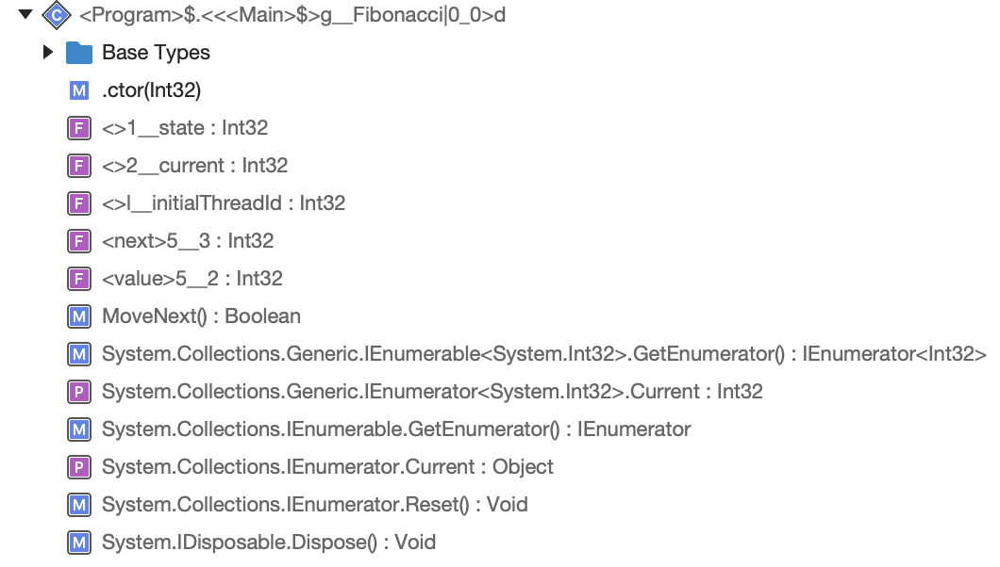 C <Program>$.<<<Main>$>g__Fibonacci|0_0>d
Base Types
M .ctor(Int32)
F <>1__state : Int32
F <>2__current : Int32
F <>l__initialThreadId : Int32
F <next>5__3 : Int32
F <value>5__2 : Int32
M MoveNext() : Boolean
M System.Collections.Generic.IEnumerable<System.Int32>.GetEnumerator() : IEnumerator<Int32>
P System.Collections.Generic.IEnumerator<System.Int32>.Current : Int32
M System.Collections.IEnumerable.GetEnumerator() : IEnumerator
P System.Collections.IEnumerator.Current : Object
M System.Collections.IEnumerator.Reset() : Void
M System.IDisposable.Dispose() : Void